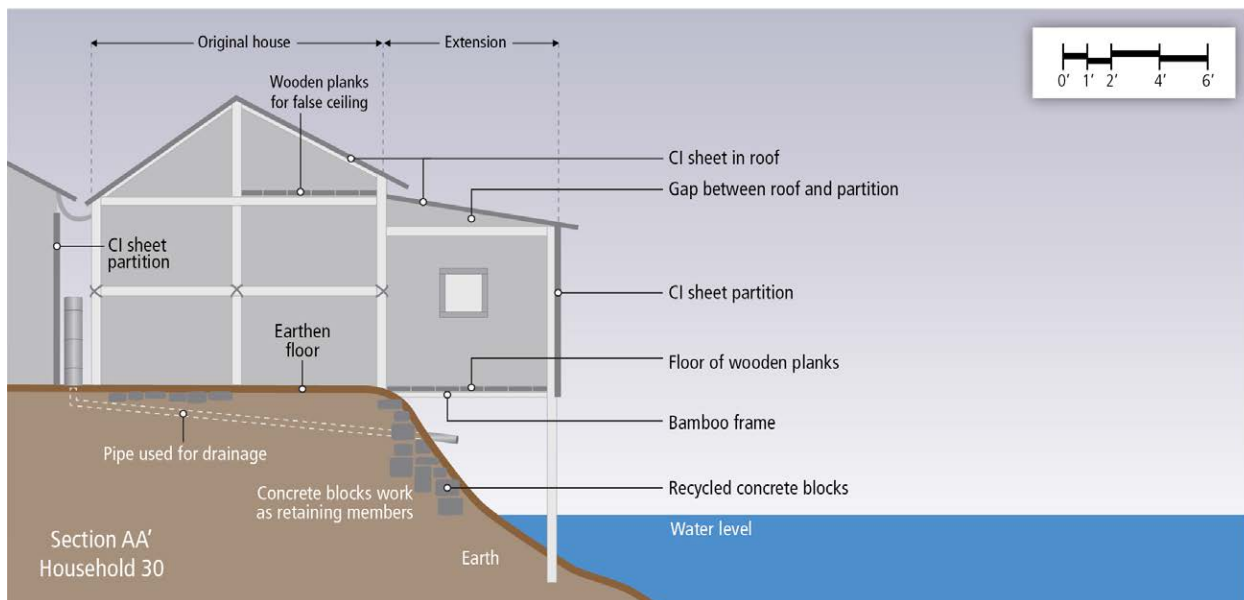 Original house
Extension
0' 1' 2' 4' 6'
Wooden planks
for false ceiling
CI sheet in roof
Gap between roof and partition
CI sheet
partition
CI sheet partition
Earthen
floor
Floor of wooden planks
Bamboo frame
Pipe used for drainage
Concrete blocks work
as retaining members
Recycled concrete blocks
Water level
Section AA'
Household 30
Earth